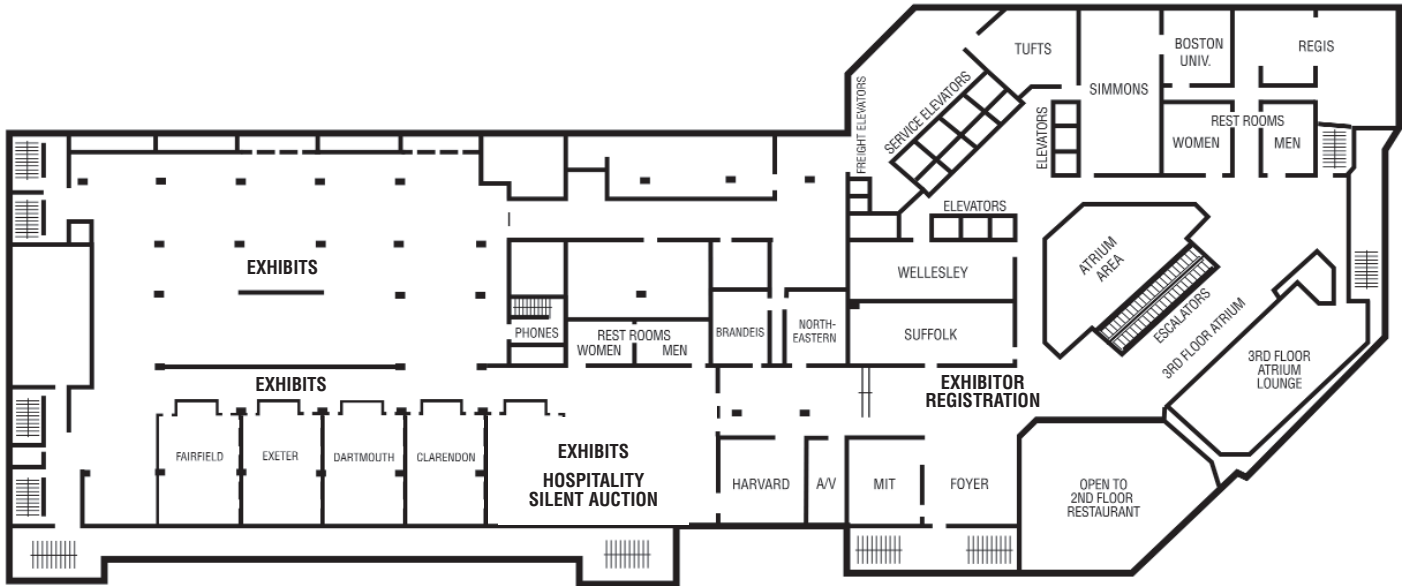 TUFTS
BOSTON
UNIV.
REGIS
SIMMONS
FREIGHT ELEVATORS
SERVICE ELEVATORS
ELEVATORS
REST ROOMS
WOMEN
MEN
ELEVATORS
ATRIUM
AREA
ESCALATORS
3RD FLOOR ATRIUM
3RD FLOOR
ATRIUM
LOUNGE
EXHIBITS
WELLESLEY
SUFFOLK
PHONES
REST ROOMS
WOMEN
MEN
BRANDEIS
NORTH-
EASTERN
EXHIBITS
EXHIBITOR
REGISTRATION
FAIRFIELD
EXETER
DARTMOUTH
CLARENDON
EXHIBITS
HOSPITALITY
SILENT AUCTION
HARVARD
A/V
MIT
FOYER
OPEN TO
2ND FLOOR
RESTAURANT